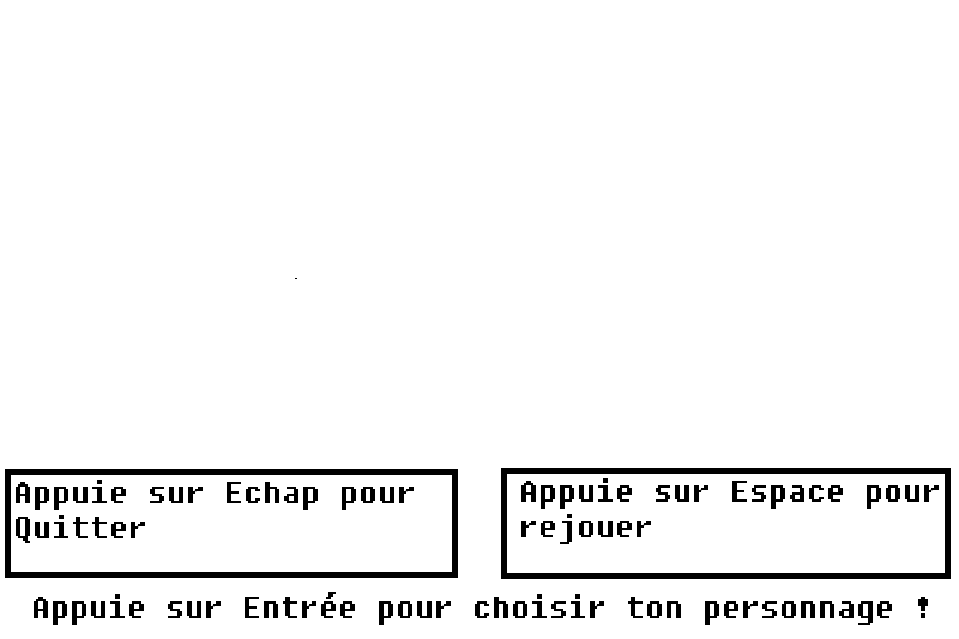 Appuie sur Echap pour
Quitter
Appuie sur Espace pour
rejouer
Appuie sur Entrée pour choisir ton personnage !